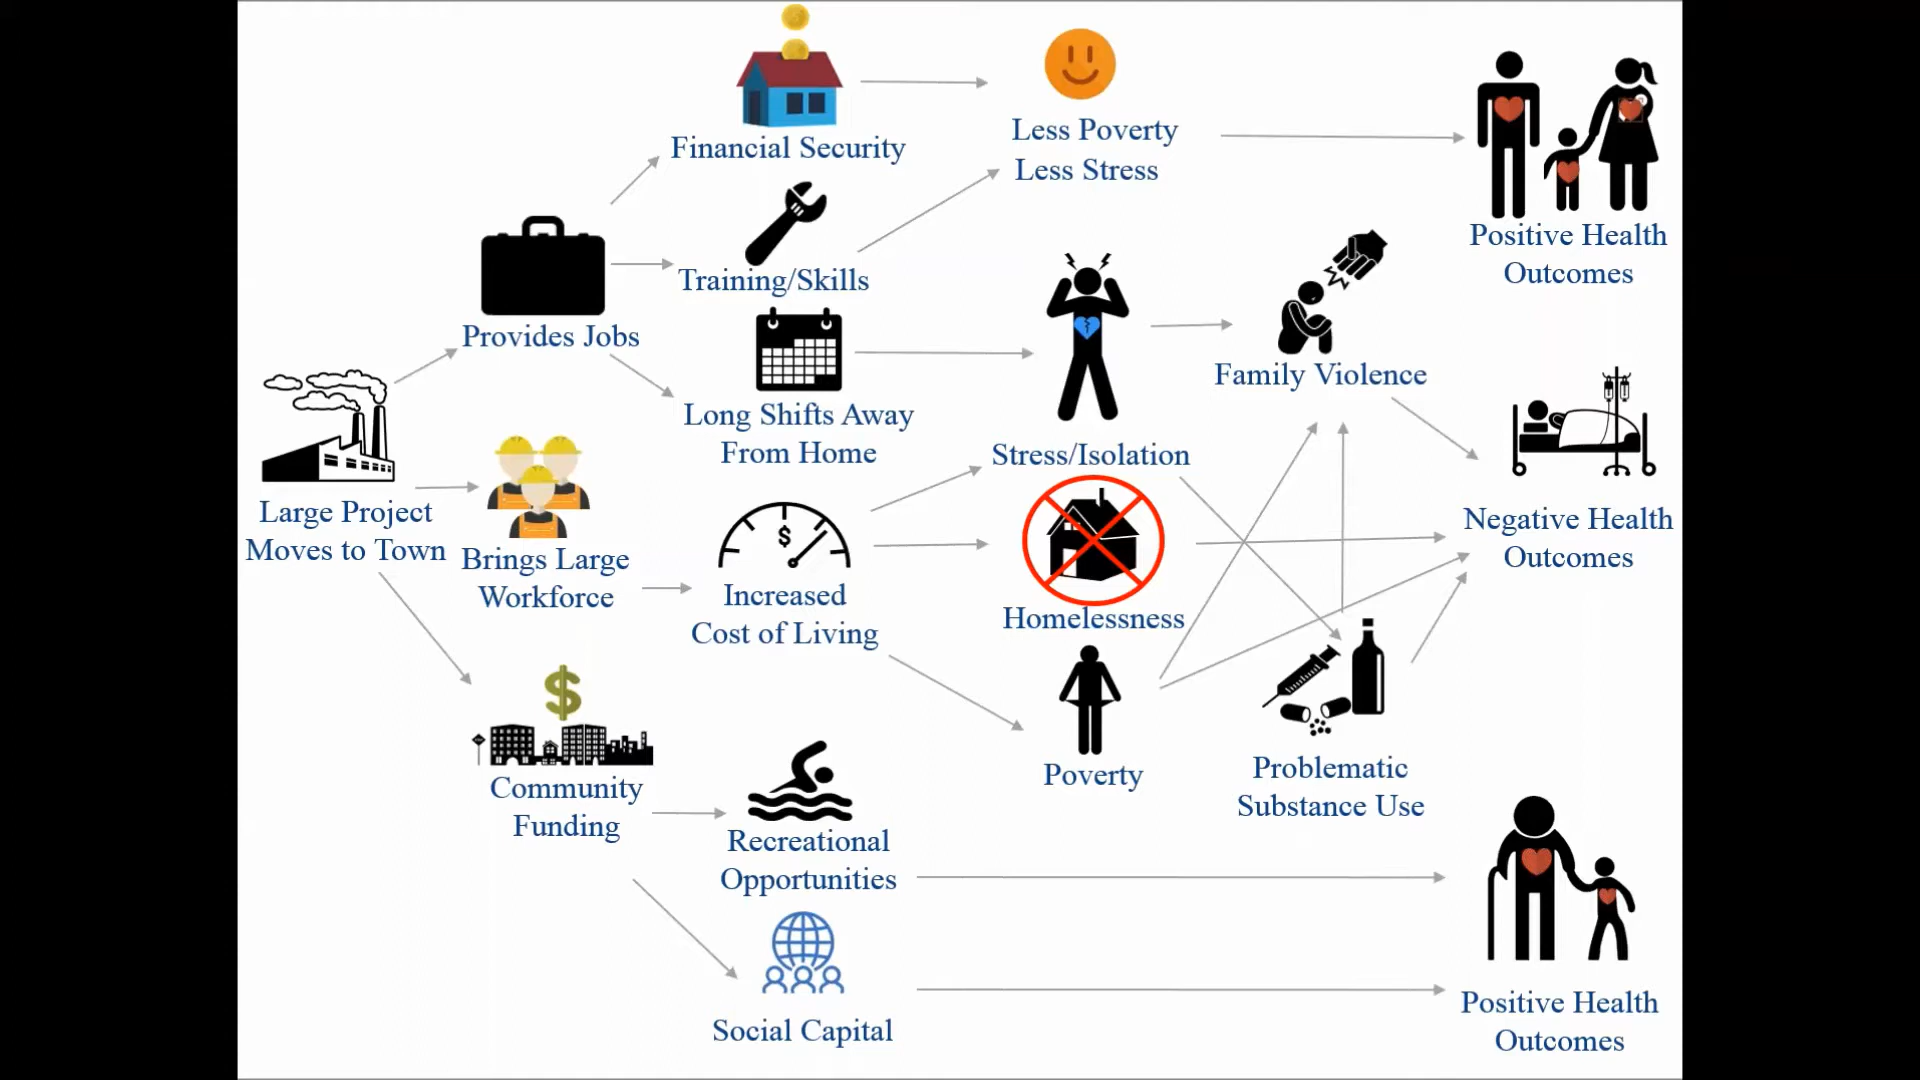 Financial Security
Less Poverty
Less Stress
Positive Health
Outcomes
Training/Skills
Provides Jobs
Long Shifts Away
From Home
Stress/Isolation
Family Violence
Large Project
Moves to Town
Brings Large
Workforce
$
Increased
Cost of Living
Homelessness
Negative Health
Outcomes
$
Community
Funding
Poverty
Problematic
Substance Use
Recreational
Opportunities
Social Capital
Positive Health
Outcomes